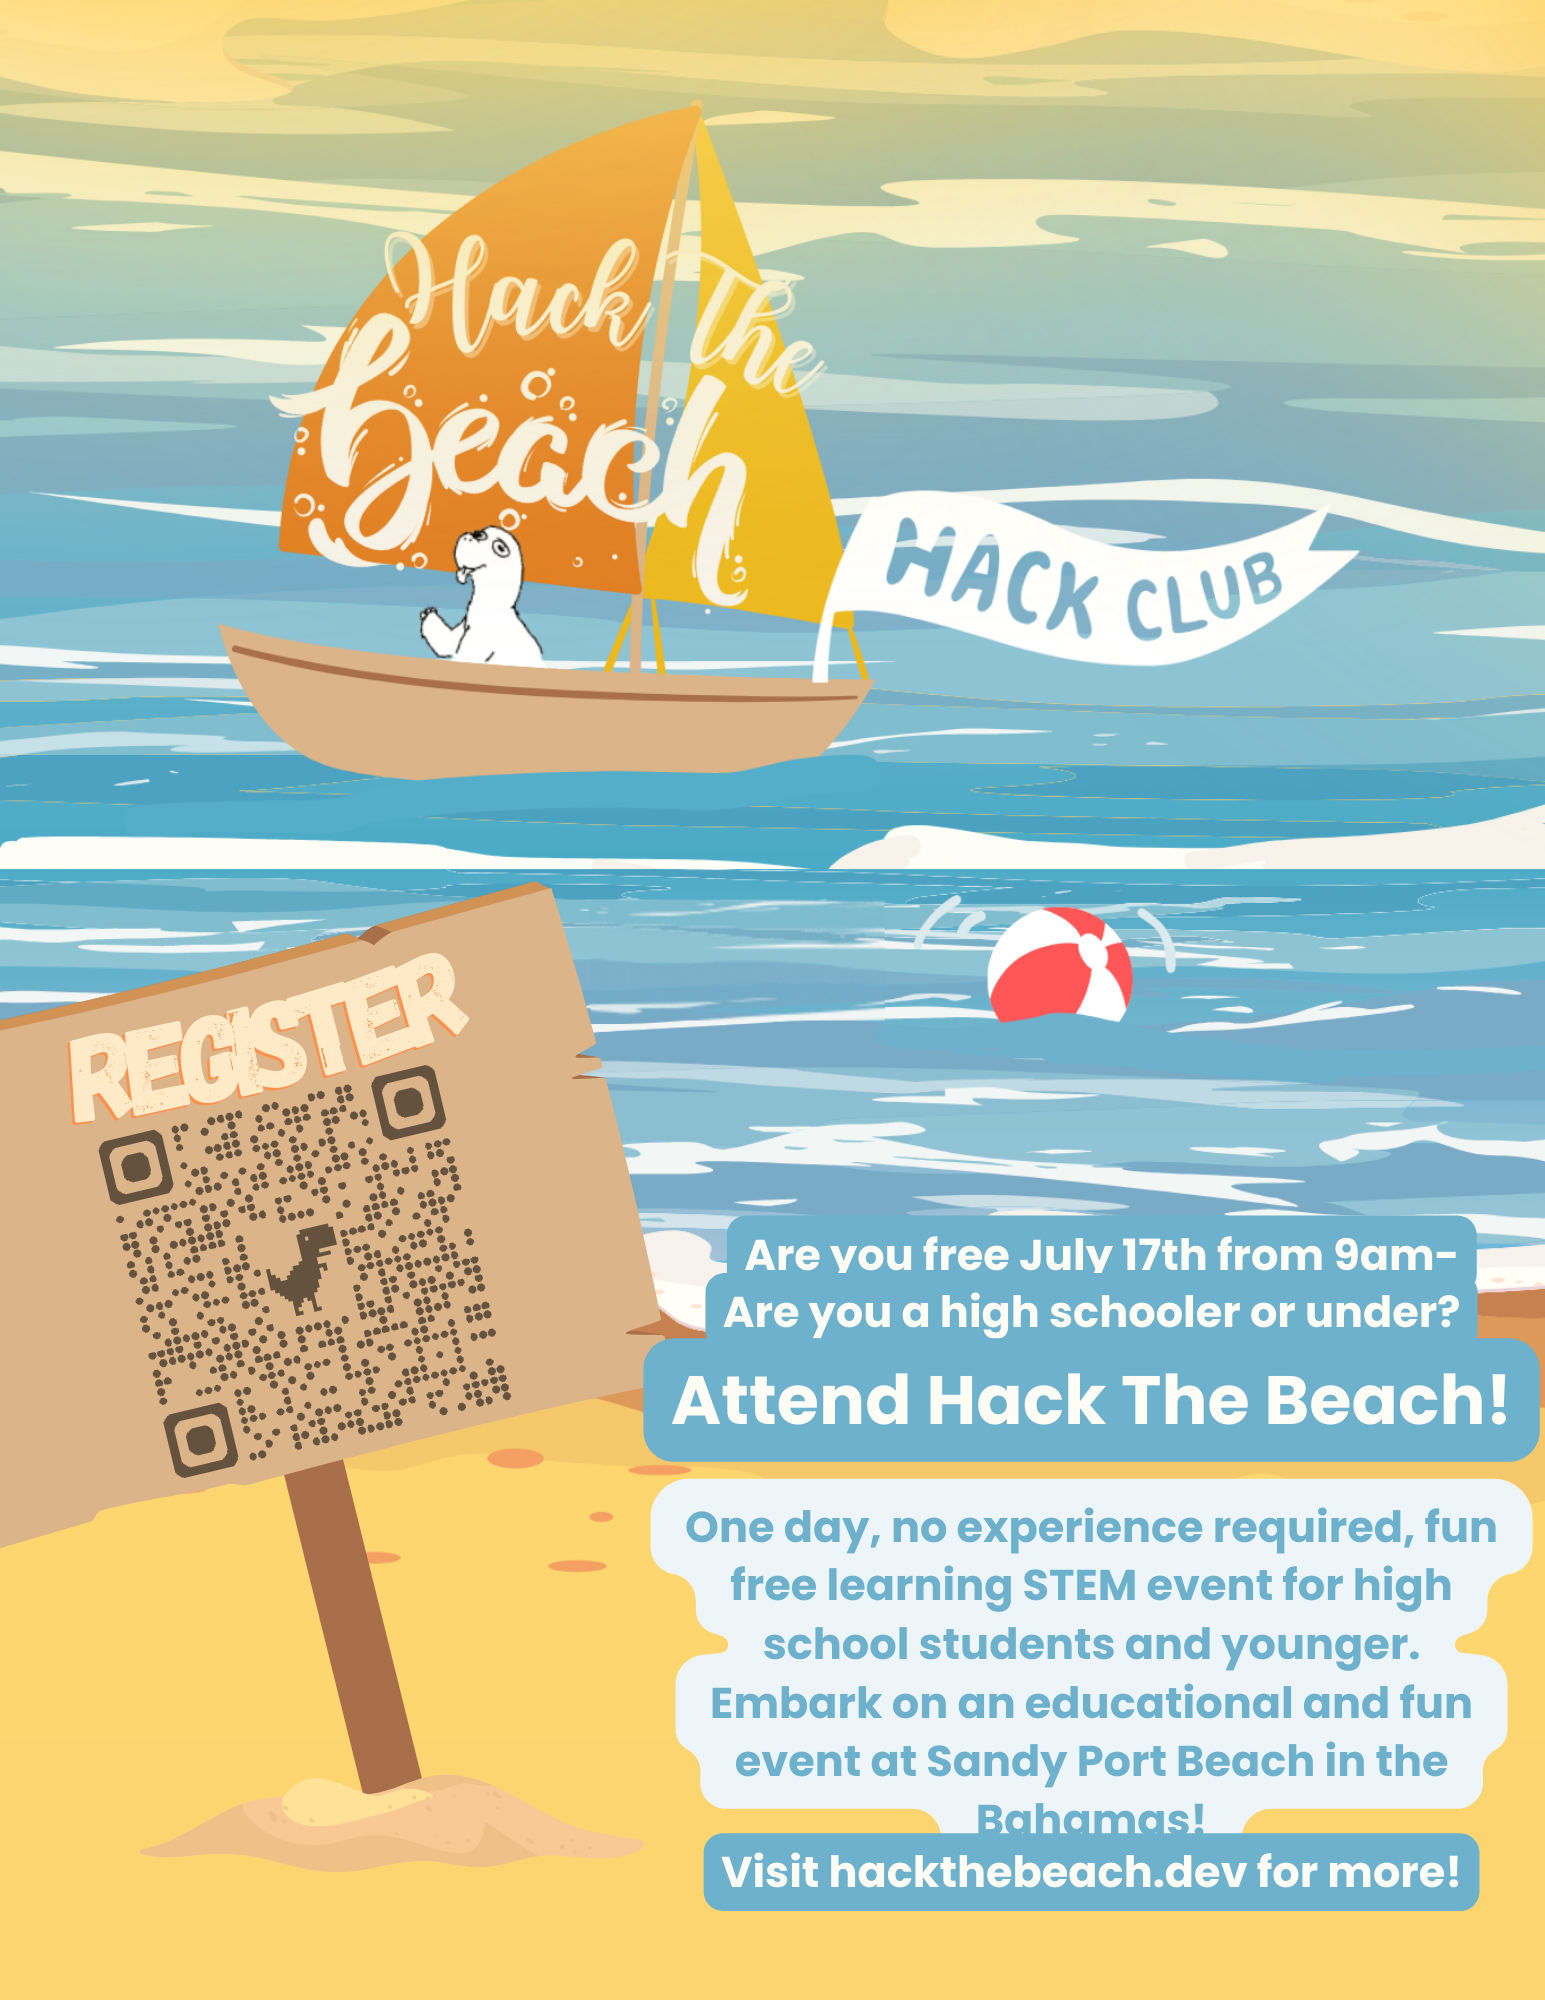 Hack The
beach
HACK CLUB
REGISTER
Are you free July 17th from 9am-
Are you a high schooler or under?
Attend Hack The Beach!
One day, no experience required, fun
free learning STEM event for high
school students and younger.
Embark on an educational and fun
event at Sandy Port Beach in the
Bahamas!
Visit hackthebeach.dev for more!